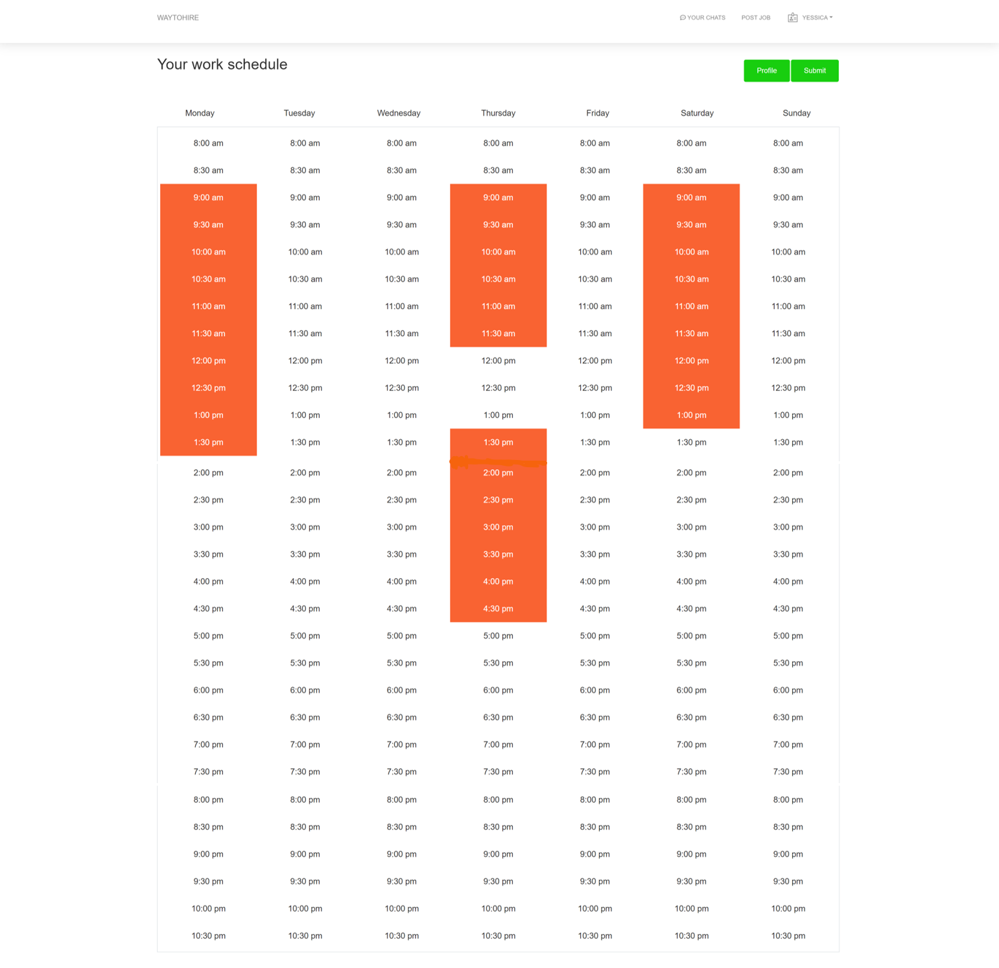 WAYTOHIRE YOUR CHATS POST JOB YESSICA
Your work schedule Profile Submit
Monday Tuesday Wednesday Thursday Friday Saturday Sunday
8:00 am 8:00 am 8:00 am 8:00 am 8:00 am 8:00 am 8:00 am
8:30 am 8:30 am 8:30 am 8:30 am 8:30 am 8:30 am 8:30 am
9:00 am 9:00 am 9:00 am 9:00 am 9:00 am 9:00 am 9:00 am
9:30 am 9:30 am 9:30 am 9:30 am 9:30 am 9:30 am 9:30 am
10:00 am 10:00 am 10:00 am 10:00 am 10:00 am 10:00 am 10:00 am
10:30 am 10:30 am 10:30 am 10:30 am 10:30 am 10:30 am 10:30 am
11:00 am 11:00 am 11:00 am 11:00 am 11:00 am 11:00 am 11:00 am
11:30 am 11:30 am 11:30 am 11:30 am 11:30 am 11:30 am 11:30 am
12:00 pm 12:00 pm 12:00 pm 12:00 pm 12:00 pm 12:00 pm 12:00 pm
12:30 pm 12:30 pm 12:30 pm 12:30 pm 12:30 pm 12:30 pm 12:30 pm
1:00 pm 1:00 pm 1:00 pm 1:00 pm 1:00 pm 1:00 pm 1:00 pm
1:30 pm 1:30 pm 1:30 pm 1:30 pm 1:30 pm 1:30 pm 1:30 pm
2:00 pm 2:00 pm 2:00 pm 2:00 pm 2:00 pm 2:00 pm 2:00 pm
2:30 pm 2:30 pm 2:30 pm 2:30 pm 2:30 pm 2:30 pm 2:30 pm
3:00 pm 3:00 pm 3:00 pm 3:00 pm 3:00 pm 3:00 pm 3:00 pm
3:30 pm 3:30 pm 3:30 pm 3:30 pm 3:30 pm 3:30 pm 3:30 pm
4:00 pm 4:00 pm 4:00 pm 4:00 pm 4:00 pm 4:00 pm 4:00 pm
4:30 pm 4:30 pm 4:30 pm 4:30 pm 4:30 pm 4:30 pm 4:30 pm
5:00 pm 5:00 pm 5:00 pm 5:00 pm 5:00 pm 5:00 pm 5:00 pm
5:30 pm 5:30 pm 5:30 pm 5:30 pm 5:30 pm 5:30 pm 5:30 pm
6:00 pm 6:00 pm 6:00 pm 6:00 pm 6:00 pm 6:00 pm 6:00 pm
6:30 pm 6:30 pm 6:30 pm 6:30 pm 6:30 pm 6:30 pm 6:30 pm
7:00 pm 7:00 pm 7:00 pm 7:00 pm 7:00 pm 7:00 pm 7:00 pm
7:30 pm 7:30 pm 7:30 pm 7:30 pm 7:30 pm 7:30 pm 7:30 pm
8:00 pm 8:00 pm 8:00 pm 8:00 pm 8:00 pm 8:00 pm 8:00 pm
8:30 pm 8:30 pm 8:30 pm 8:30 pm 8:30 pm 8:30 pm 8:30 pm
9:00 pm 9:00 pm 9:00 pm 9:00 pm 9:00 pm 9:00 pm 9:00 pm
9:30 pm 9:30 pm 9:30 pm 9:30 pm 9:30 pm 9:30 pm 9:30 pm
10:00 pm 10:00 pm 10:00 pm 10:00 pm 10:00 pm 10:00 pm 10:00 pm
10:30 pm 10:30 pm 10:30 pm 10:30 pm 10:30 pm 10:30 pm 10:30 pm